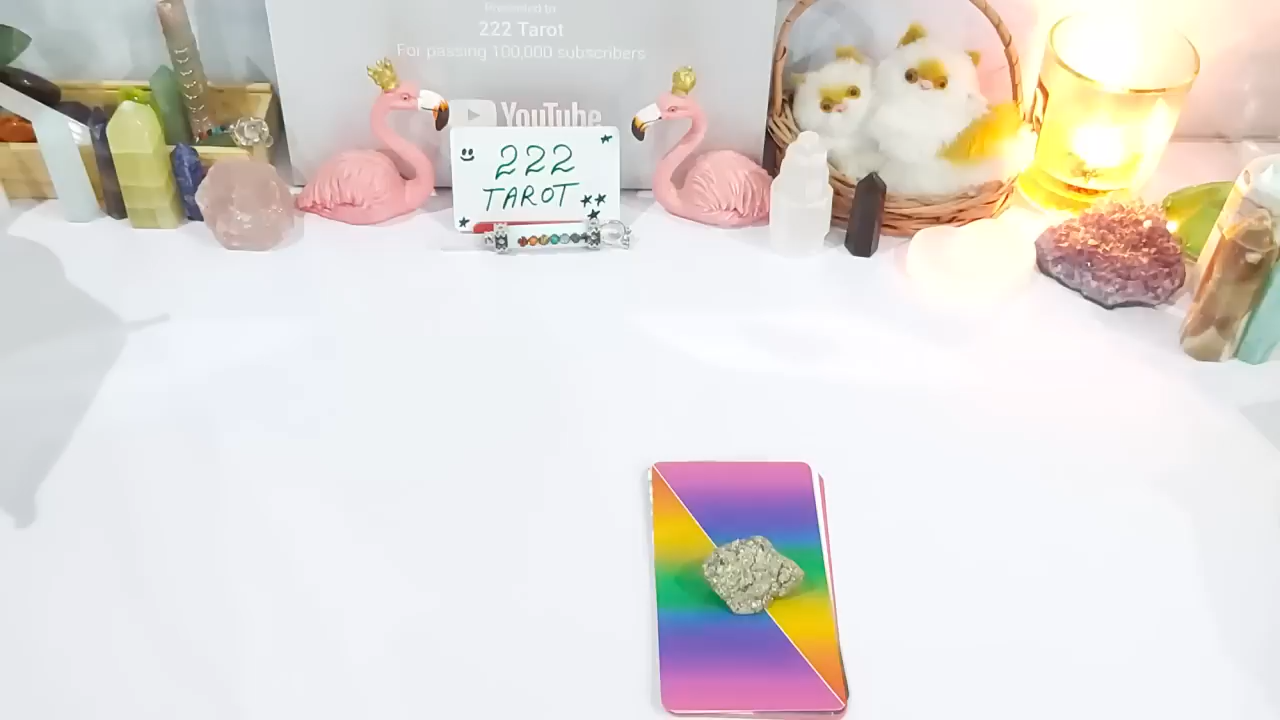 Presented to
222 Tarot
For passing 100,000 subscribers
YouTube
222
TAROT